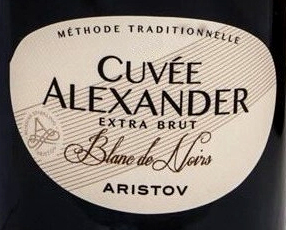 MÉTHODE TRADITIONNELLE
CUVÉE
ALEXANDER
EXTRA BRUT
Blanc de Noirs
ARISTOV